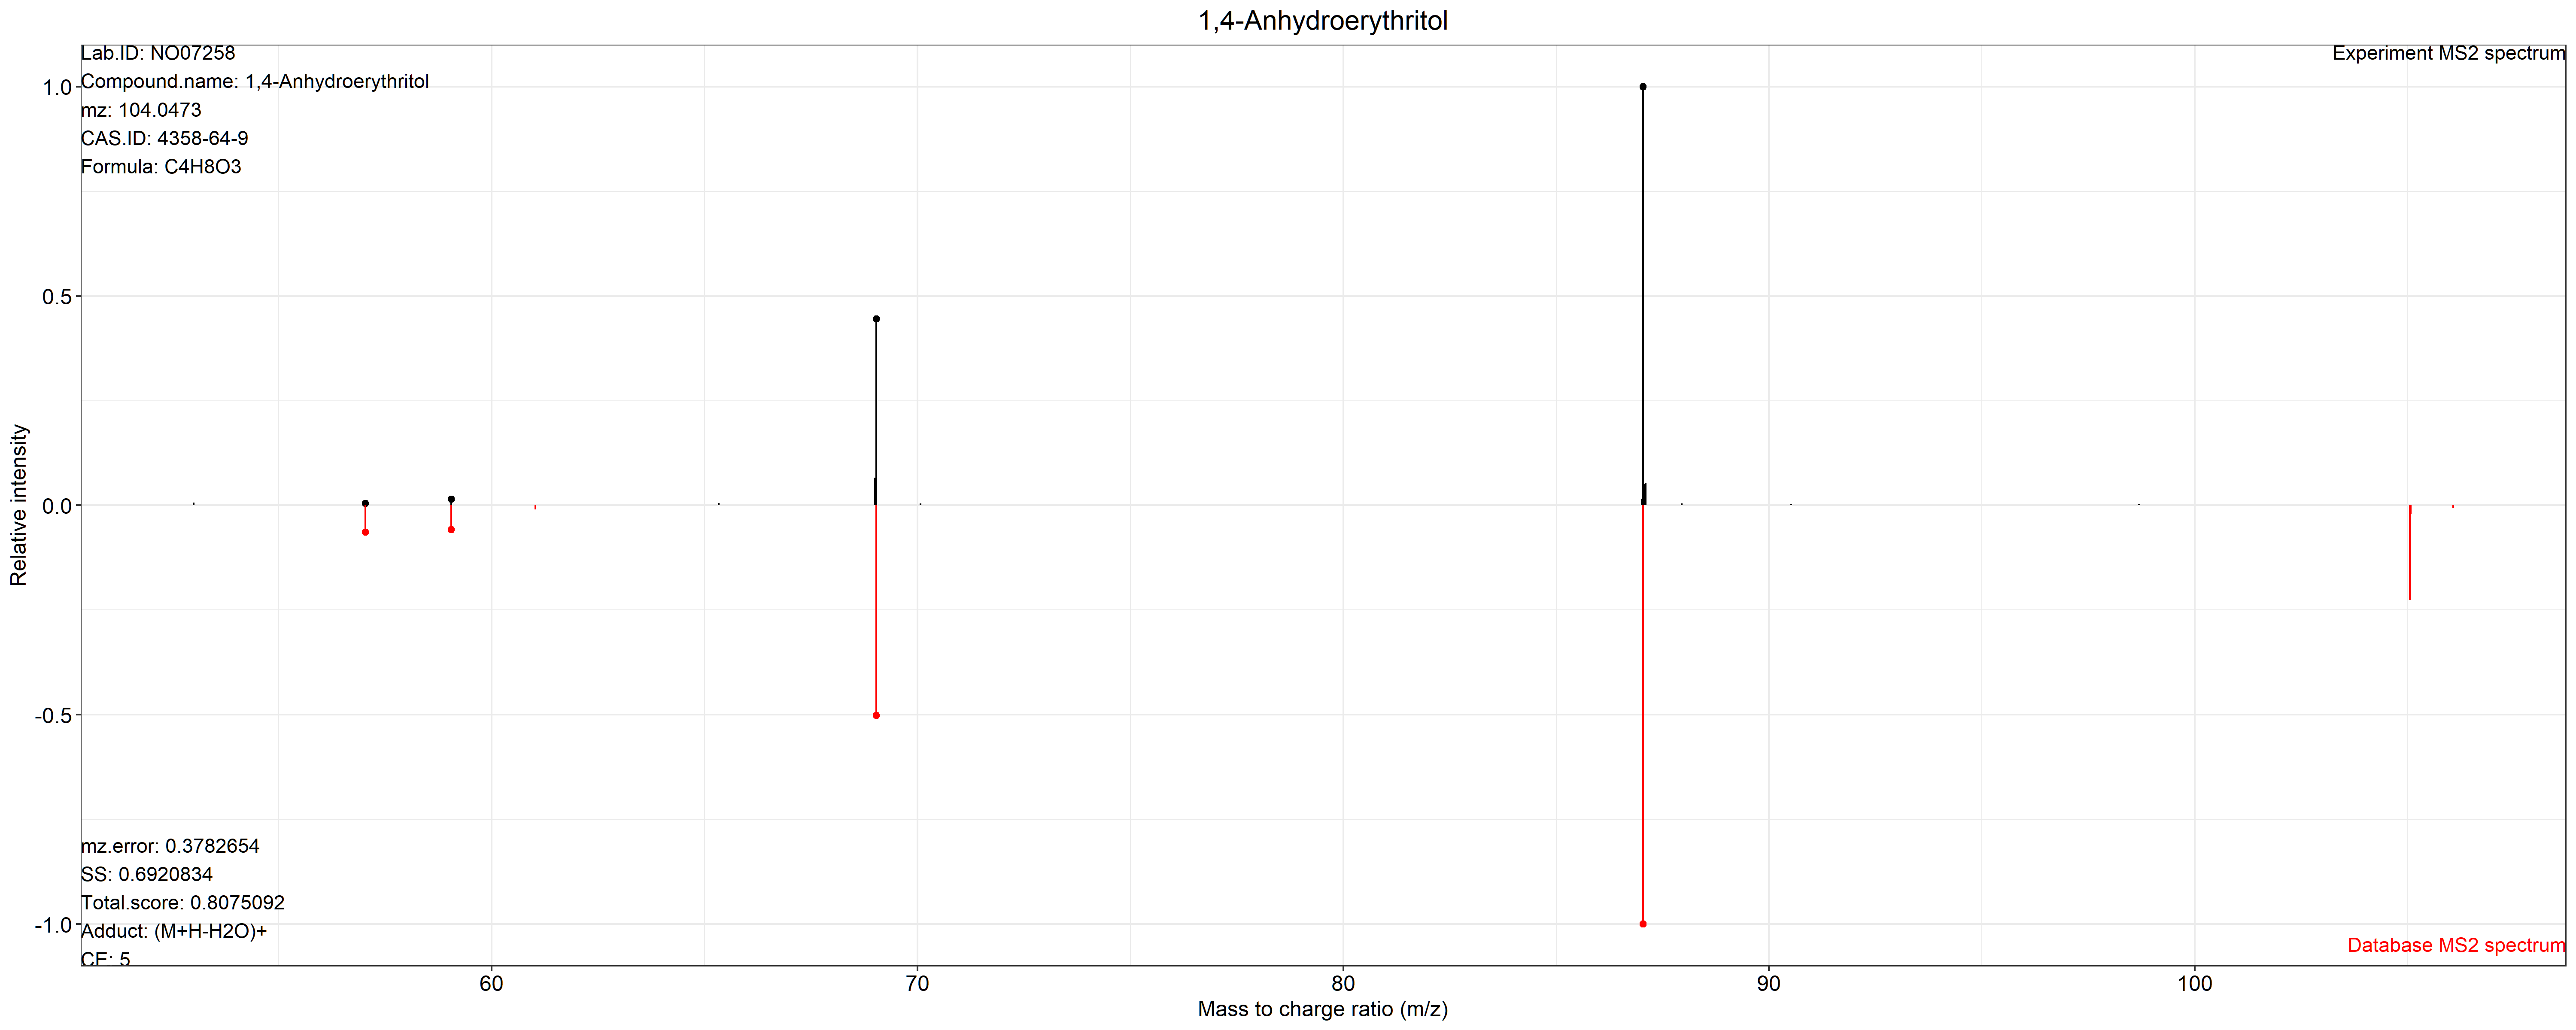 1,4-Anhydroerythritol
Lab.ID: NO07258
Compound.name: 1,4-Anhydroerythritol
mz: 104.0473
CAS.ID: 4358-64-9
Formula: C4H8O3
Experiment MS2 spectrum
1.0
0.5
0.0
-0.5
-1.0
Relative intensity
mz.error: 0.3782654
SS: 0.6920834
Total.score: 0.8075092
Adduct: (M+H-H2O)+
CE: 5
Database MS2 spectrum
60
70
80
90
100
Mass to charge ratio (m/z)